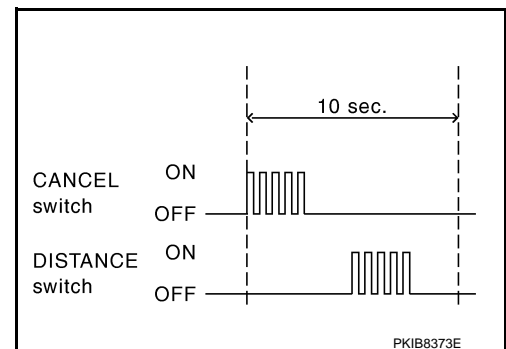 10 sec.
CANCEL
switch
ON
OFF
DISTANCE
switch
ON
OFF
PKIB8373E